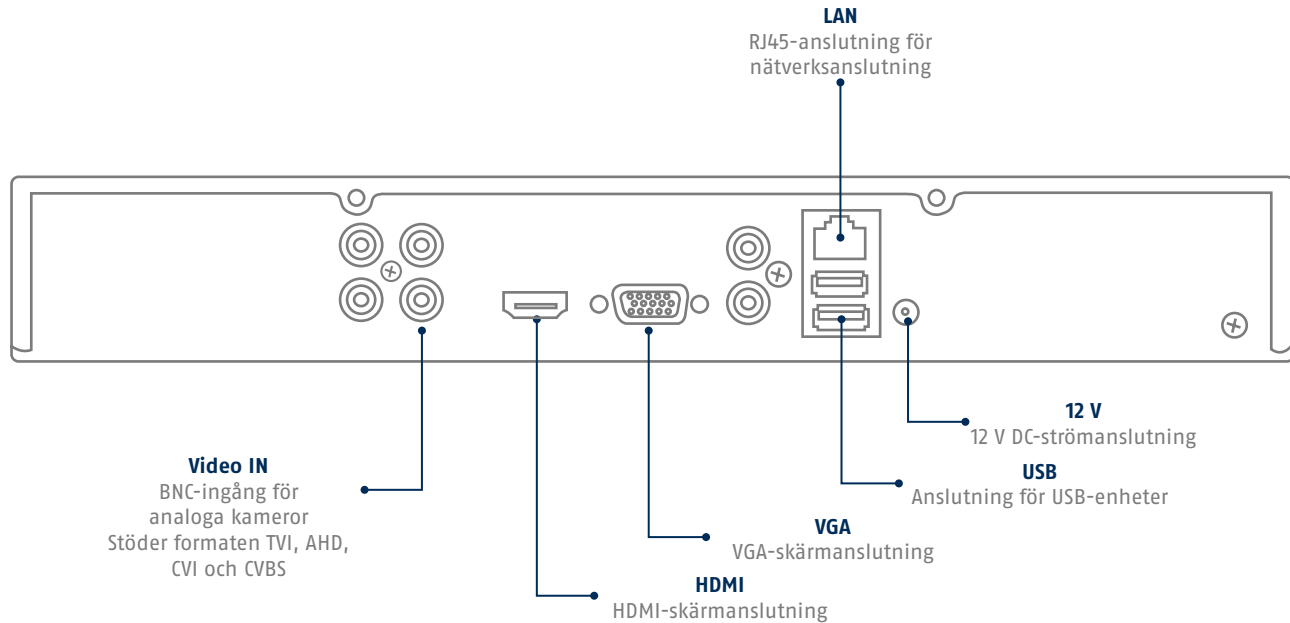 LAN
RJ45-anslutning för
nätverksanslutning
12 V
12 V DC-strömanslutning
Video IN
BNC-ingång för
analoga kameror
Stöder formaten TVI, AHD,
CVI och CVBS
USB
Anslutning för USB-enheter
VGA
VGA-skärmanslutning
HDMI
HDMI-skärmanslutning